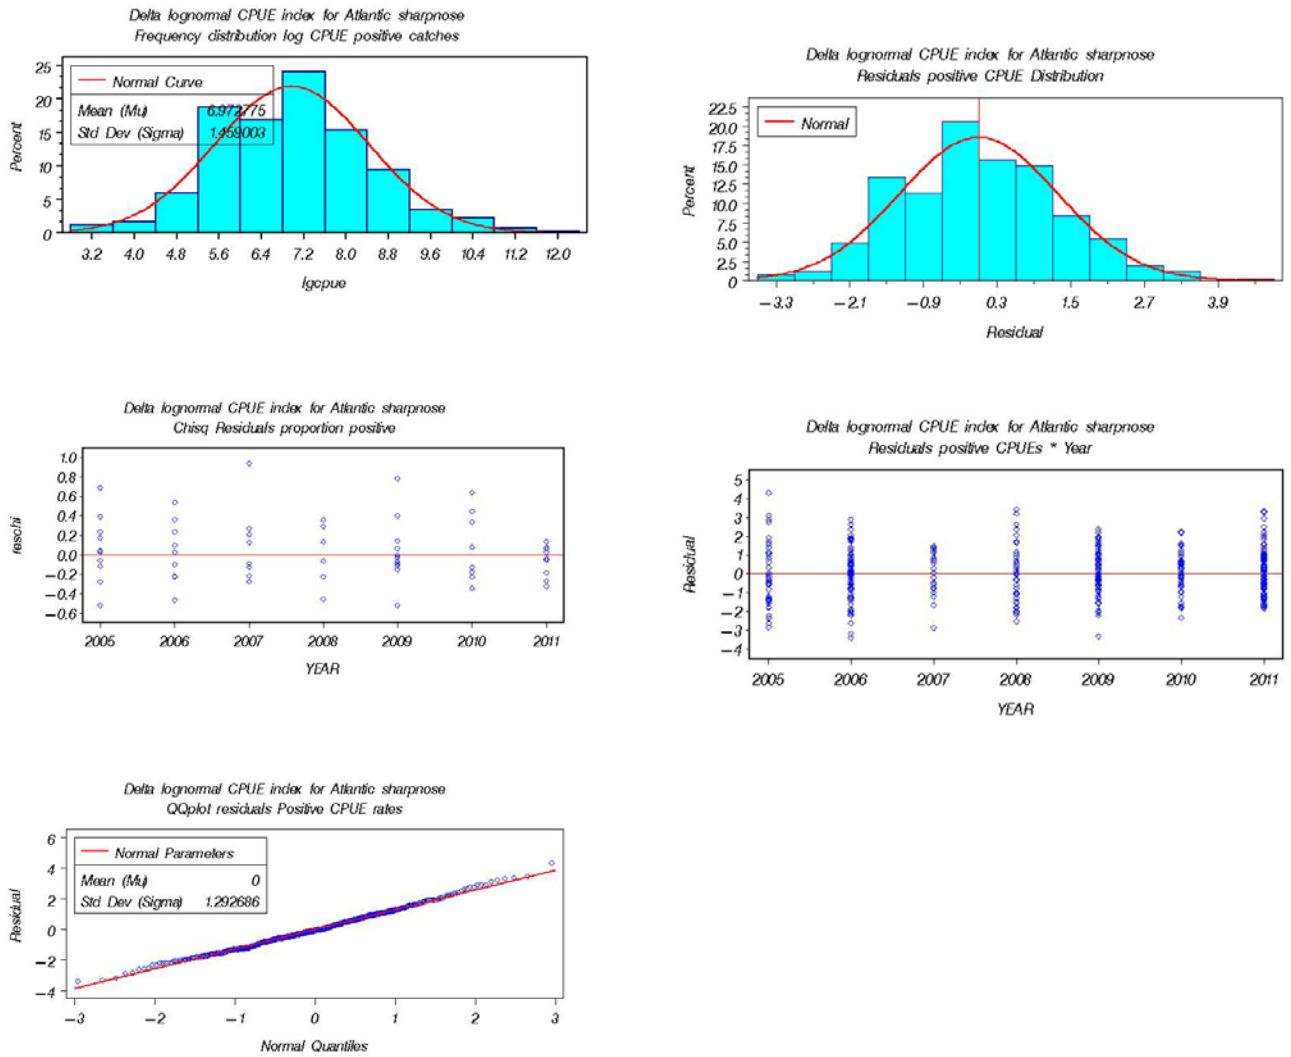 Delta lognormal CPUE index for Atlantic sharpnose
Frequency distribution log CPUE positive catches
25
20
15
10
5
0
Percent
Normal Curve
Mean (Mu) 6.972775
Std Dev (Sigma) 1.459003
3.2 4.0 4.8 5.6 6.4 7.2 8.0 8.8 9.6 10.4 11.2 12.0
lgcpue
Delta lognormal CPUE index for Atlantic sharpnose
Residuals positive CPUE Distribution
22.5
20.0
17.5
15.0
12.5
10.0
7.5
5.0
2.5
0
Percent
Normal
−3.3 −2.1 −0.9 0.3 1.5 2.7 3.9
Residual
Delta lognormal CPUE index for Atlantic sharpnose
Chisq Residuals proportion positive
1.0
0.8
0.6
0.4
0.2
0.0
−0.2
−0.4
−0.6
reschi
2005 2006 2007 2008 2009 2010 2011
YEAR
Delta lognormal CPUE index for Atlantic sharpnose
Residuals positive CPUEs * Year
5
4
3
2
1
0
−1
−2
−3
−4
Residual
2005 2006 2007 2008 2009 2010 2011
YEAR
Delta lognormal CPUE index for Atlantic sharpnose
QQplot residuals Positive CPUE rates
6
4
2
0
−2
−4
Residual
Normal Parameters
Mean (Mu) 0
Std Dev (Sigma) 1.292686
−3 −2 −1 0 1 2 3
Normal Quantiles